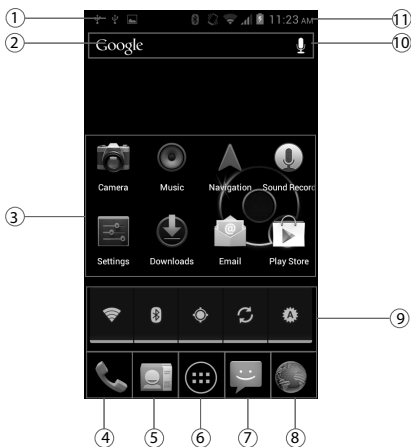 ① 11:23 AM ⑪
② Google ⑩
Camera Music Navigation Sound Record
③
Settings Downloads Email Play Store
⑨
④ ⑤ ⑥ ⑦ ⑧